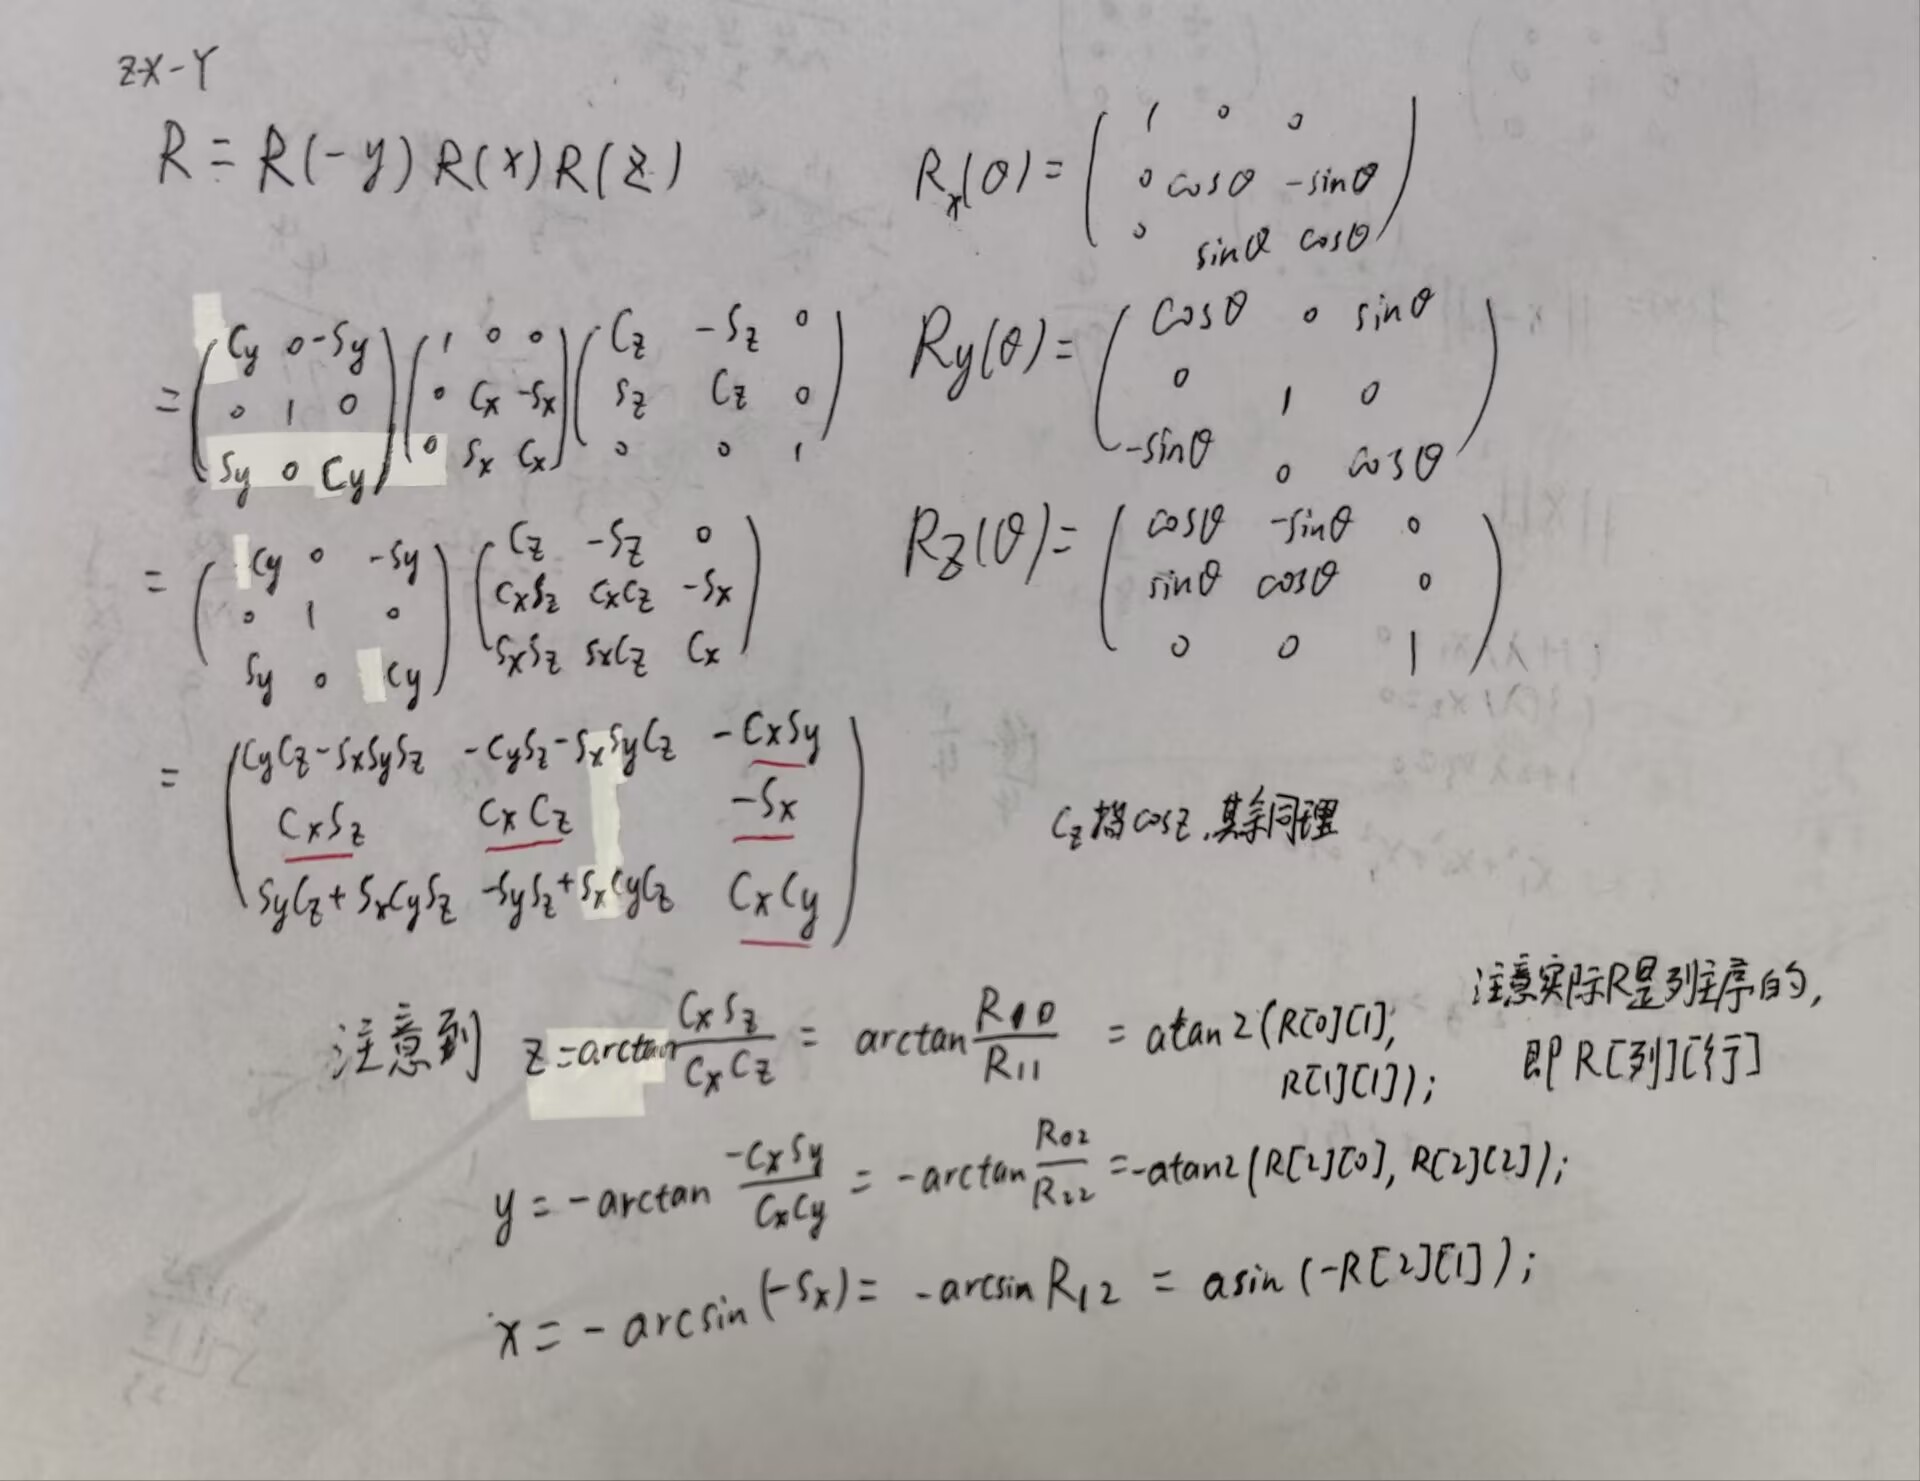 ZX-Y
R = R(-y) R(x) R(z)
= (Cy 0 -Sy
0 1 0
Sy 0 Cy) (1 0 0
0 Cx -Sx
0 Sx Cx) (Cz -Sz 0
Sz Cz 0
0 0 1)
= (Cy 0 -Sy
0 1 0
Sy 0 Cy) (Cz -Sz 0
CxSz CxCz -Sx
SxSz SxCz Cx)
= (CyCz-SxSySz -CySz-SxSyCz -CxSy
CxSz CxCz -Sx
SyCz+SxCySz -SySz+SxCyCz CxCy)
Rx(θ)= (1 0 0
0 cosθ -sinθ
0 sinθ cosθ)
Ry(θ)= (cosθ 0 sinθ
0 1 0
-sinθ 0 cosθ)
Rz(θ)= (cosθ -sinθ 0
sinθ cosθ 0
0 0 1)
Cz指cosz,其余同理
注意到 z=arctan CxSz/CxCz = arctan R10/R11 = atan2(R[0][1],
R[1][1]);
注意实际R是列主序的,
即R[列][行]
y = -arctan -CxSy/CxCy = -arctan R02/R22 = -atan2(R[2][0], R[2][2]);
x = -arcsin(-Sx) = -arcsin R12 = asin(-R[2][1]);